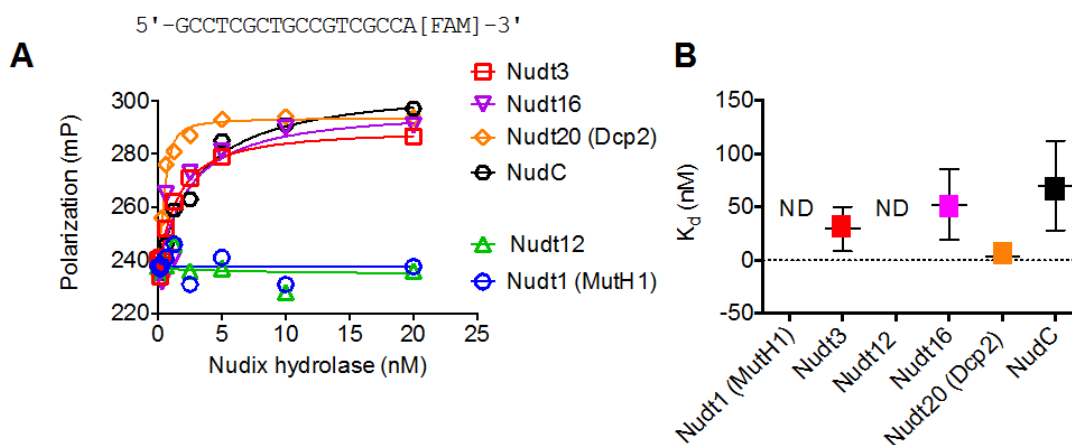 5'-GCCTCGCTGCCGTCGCCA[FAM]-3'
A
Polarization (mP)
300
280
260
240
220
0
5
10
15
20
25
Nudix hydrolase (nM)
Nudt3
Nudt16
Nudt20 (Dcp2)
NudC
Nudt12
Nudt1 (MutH1)
B
Kd (nM)
150
100
50
0
-50
ND
ND
Nudt1 (MutH1)
Nudt3
Nudt12
Nudt16
Nudt20 (Dcp2)
NudC